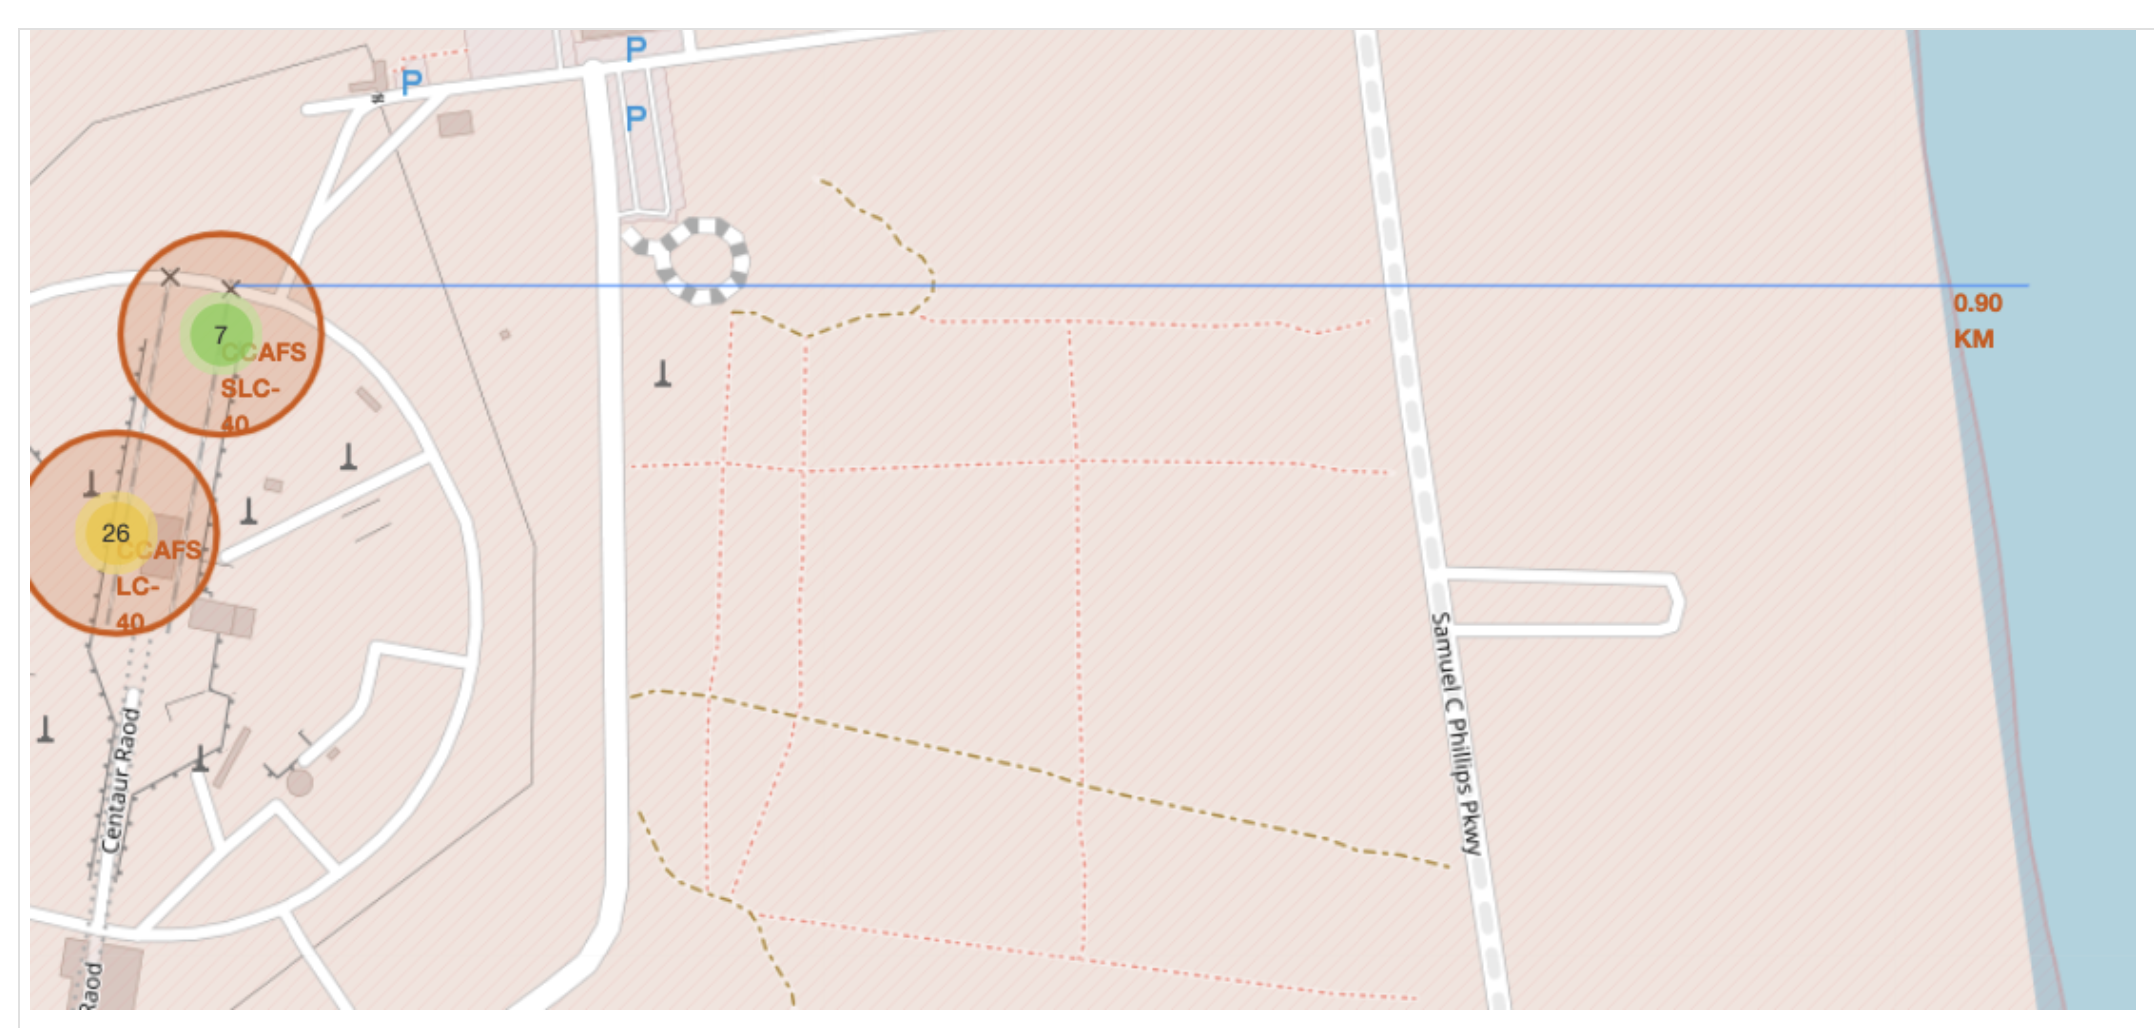 P
P
P
0.90
KM
7
CCAFS
SLC-
40
26
CCAFS
LC-
40
Samuel C Phillips Pkwy
Centaur Raod
Raod